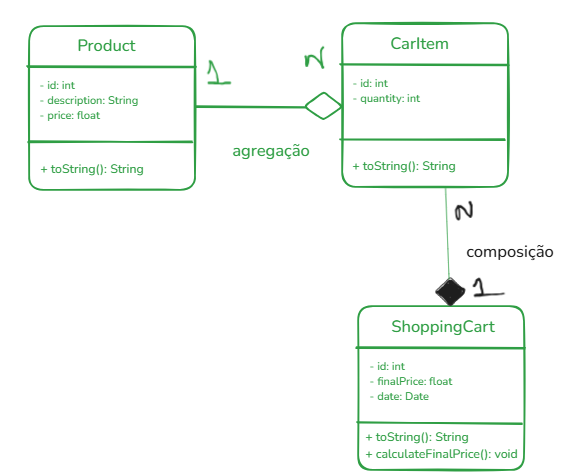 Product
- id: int
- description: String
- price: float
+ toString(): String
1
N
agregação
CarItem
- id: int
- quantity: int
+ toString(): String
N
composição
1
ShoppingCart
- id: int
- finalPrice: float
- date: Date
+ toString(): String
+ calculateFinalPrice(): void